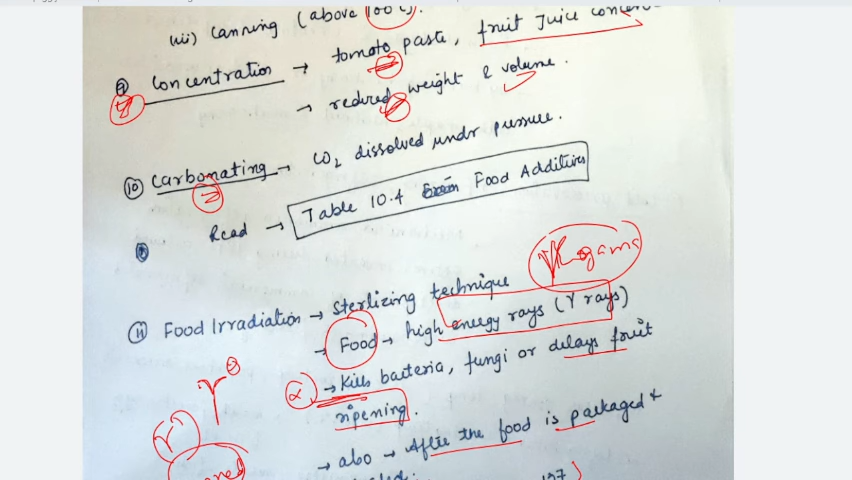 (iii) canning (above 100°C).
9 Concentration → tomato paste, fruit Juice
→ reduced weight & volume.
10 Carbonating → CO2 dissolved undr pressure.
Read → Table 10.4 Food Additives
gama
11 Food Irradiation → sterlizing technique
→ Food → high energy rays (γ rays)
α → Kills bacteria, fungi or delays fruit
ripening.
γ
"γ"
→ also → After the food is packaged &